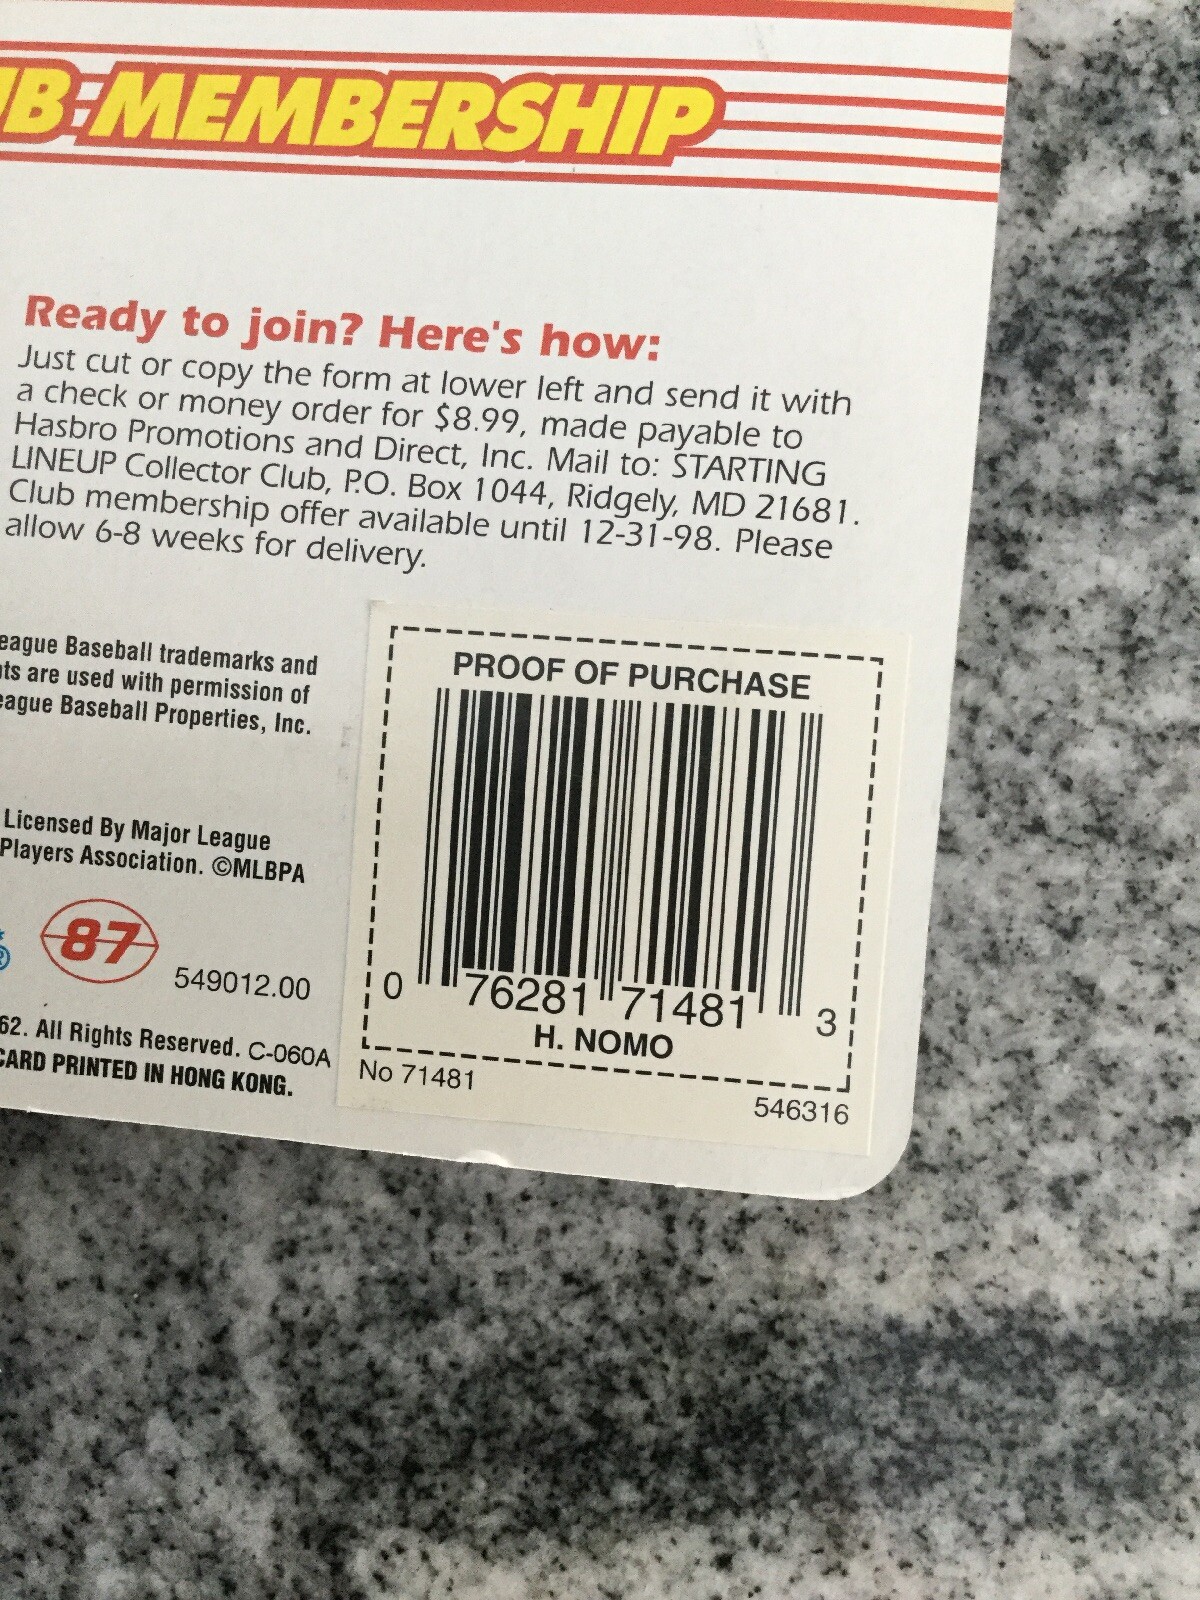 MEMBERSHIP
Ready to join? Here's how:
Just cut or copy the form at lower left and send it with
a check or money order for $8.99, made payable to
Hasbro Promotions and Direct, Inc. Mail to: STARTING
LINEUP Collector Club, P.O. Box 1044, Ridgely, MD 21681.
Club membership offer available until 12-31-98. Please
allow 6-8 weeks for delivery.
eague Baseball trademarks and
nts are used with permission of
eague Baseball Properties, Inc.
Licensed By Major League
Players Association. ©MLBPA
®
87
549012.00
62. All Rights Reserved. C-060A
CARD PRINTED IN HONG KONG.
PROOF OF PURCHASE
0 76281 71481 3
H. NOMO
No 71481
546316